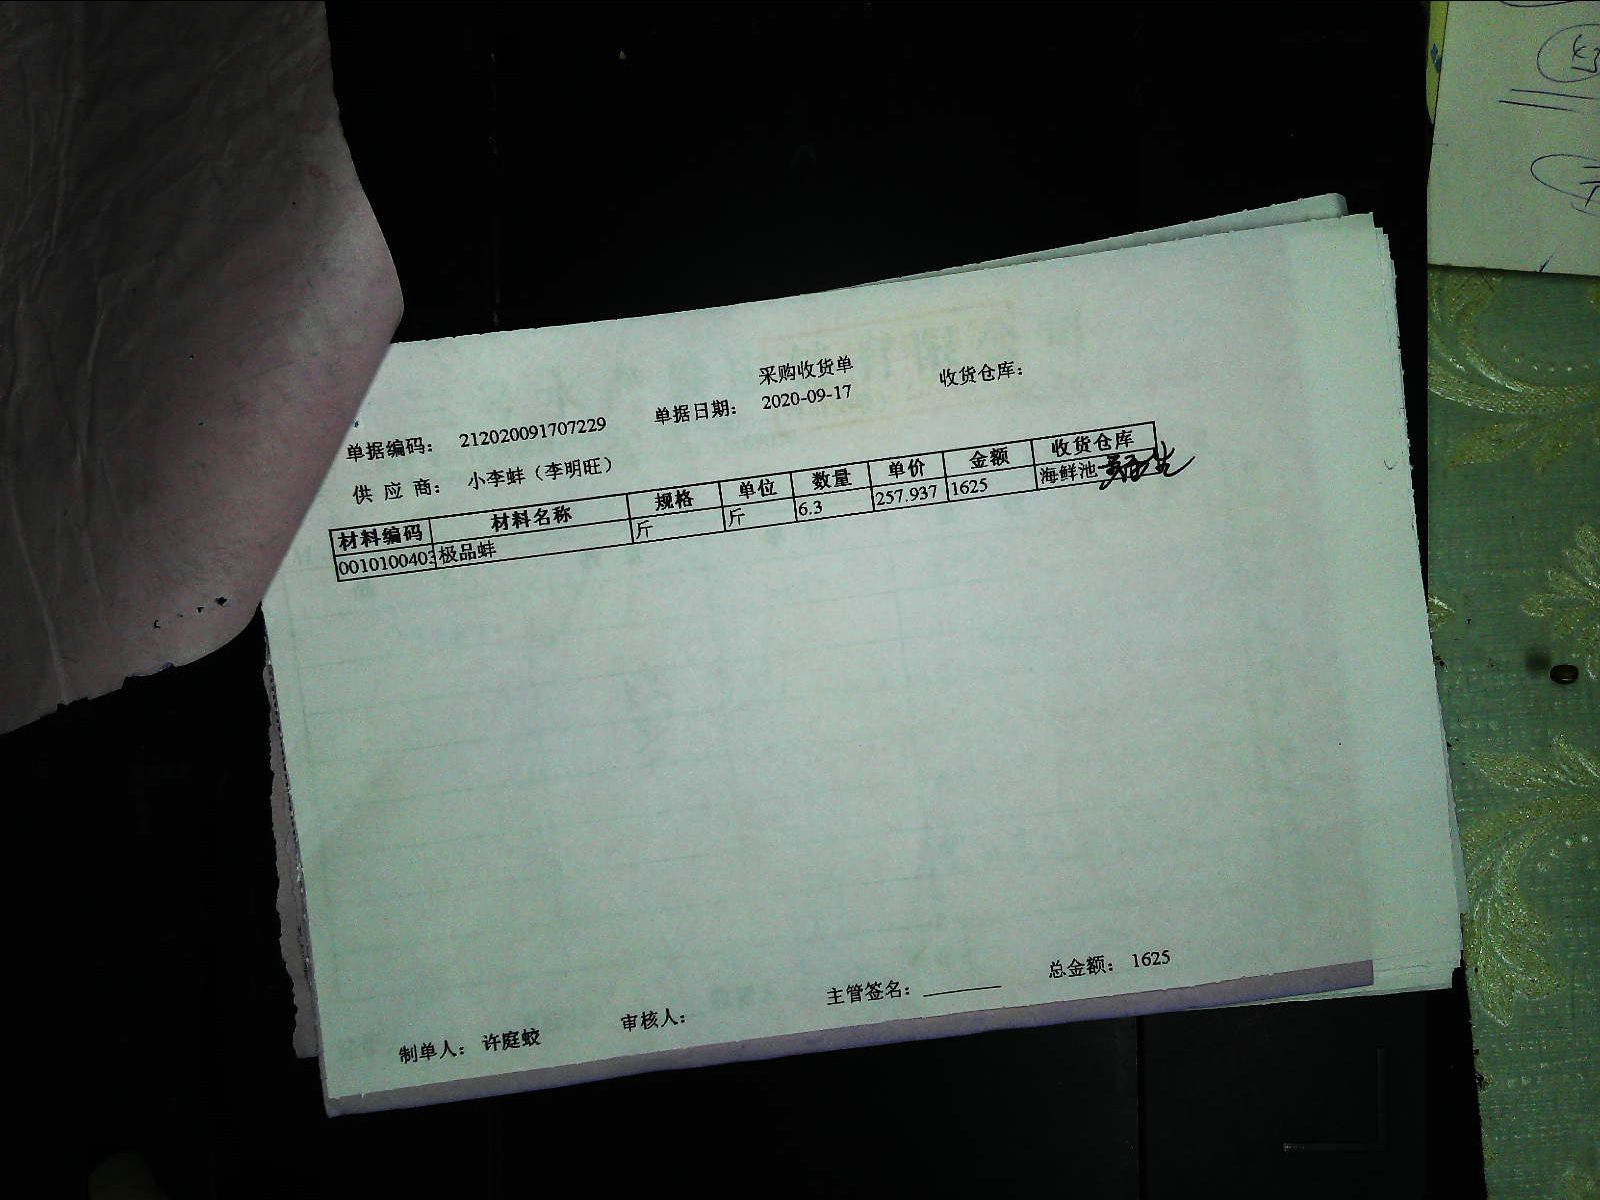 采购收货单
单据编码： 212020091707229 单据日期： 2020-09-17 收货仓库：
供 应 商： 小李蚌（李明旺）
材料编码 材料名称 规格 单位 数量 单价 金额 收货仓库
0010100403 极品蚌 斤 斤 6.3 257.937 1625 海鲜池
制单人： 许庭蛟 审核人： 主管签名： 总金额： 1625